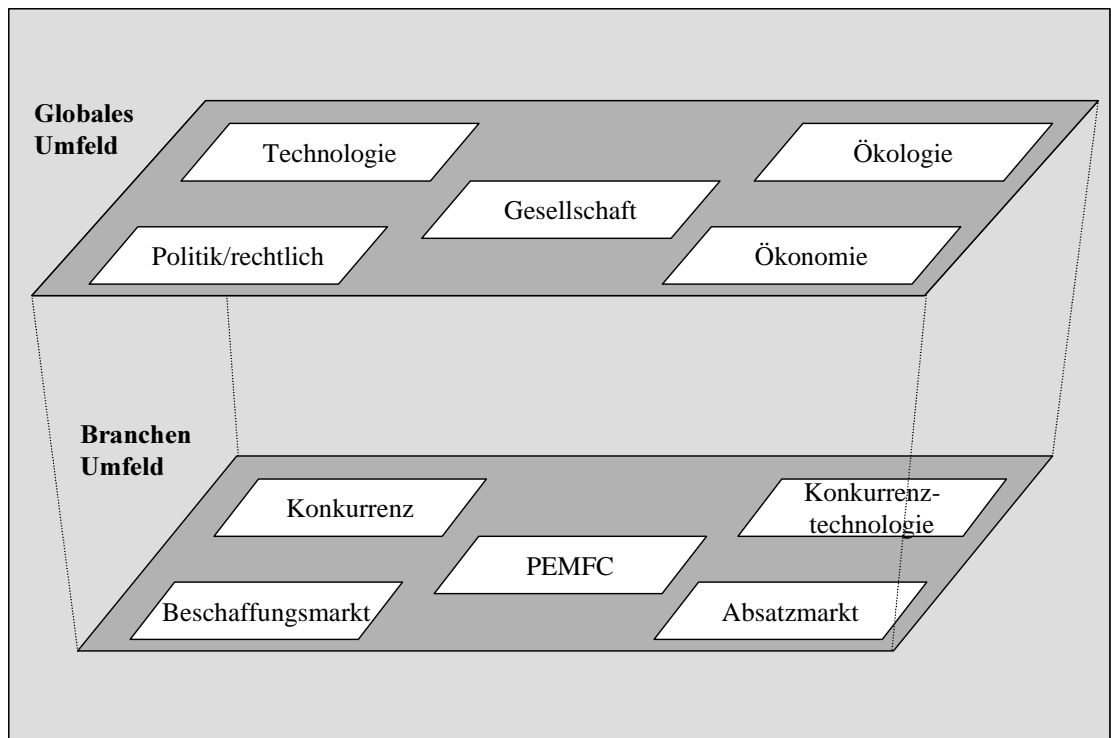 Globales
Umfeld
Technologie
Ökologie
Gesellschaft
Politik/rechtlich
Ökonomie
Branchen
Umfeld
Konkurrenz
Konkurrenz-
technologie
PEMFC
Beschaffungsmarkt
Absatzmarkt